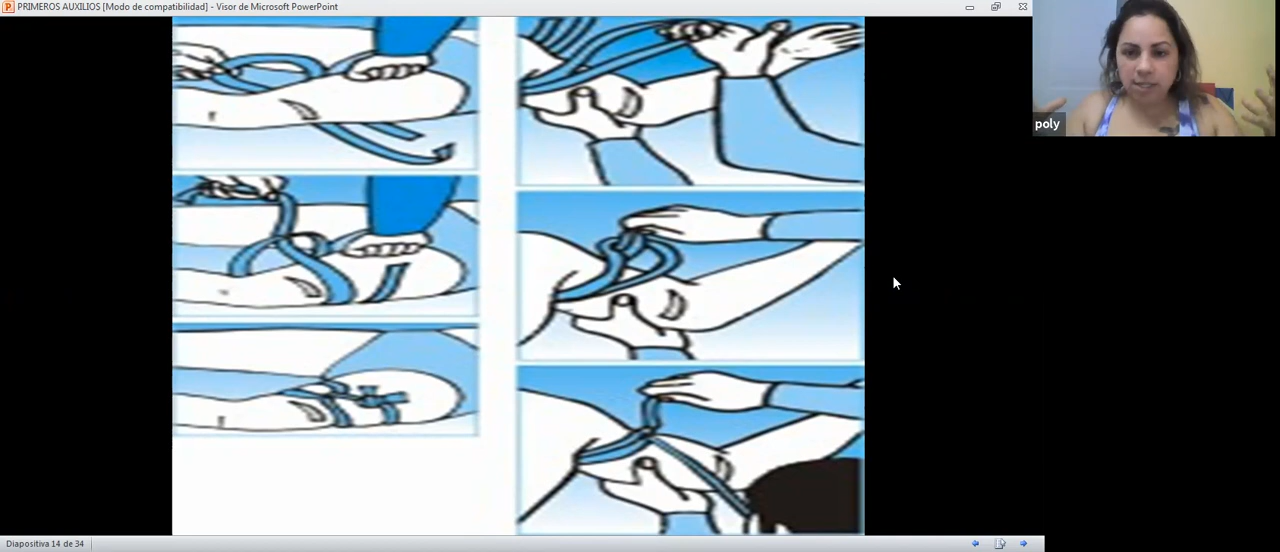 PRIMEROS AUXILIOS [Modo de compatibilidad] - Visor de Microsoft PowerPoint
poly
Diapositiva 14 de 34